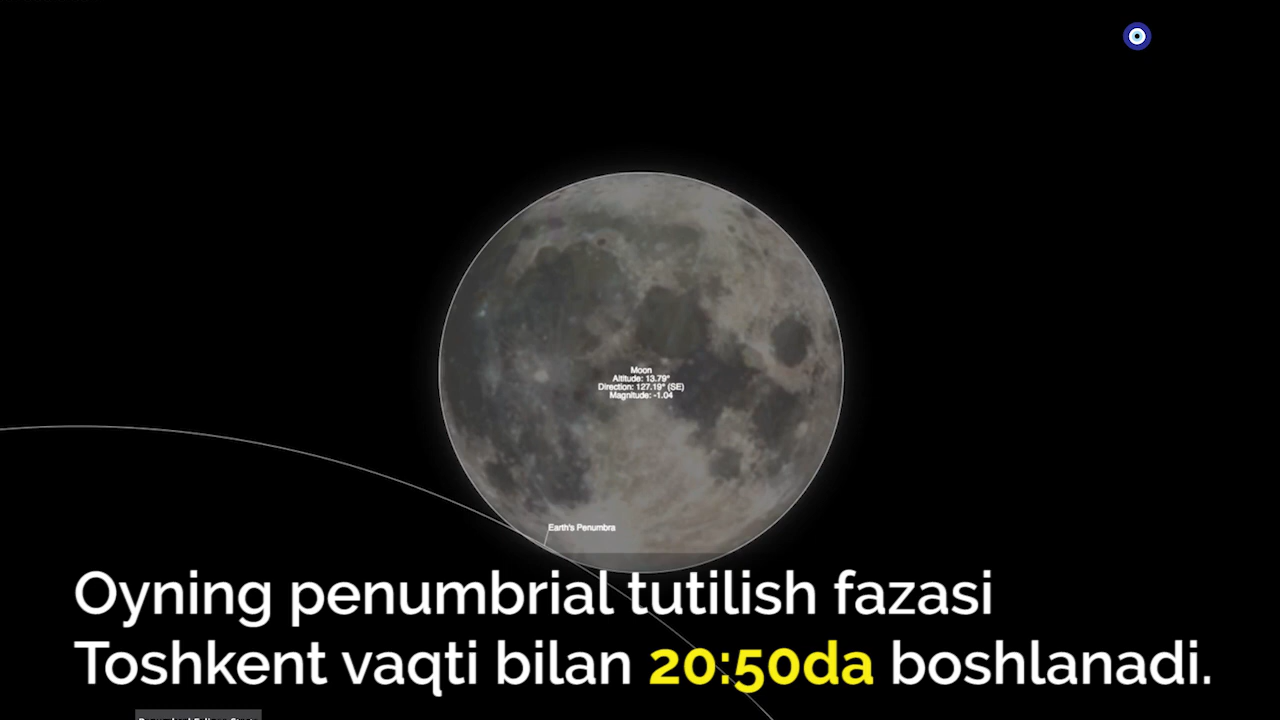 Moon
Altitude: 13.79°
Direction: 127.19° (SE)
Magnitude: -1.04
Earth's Penumbra
Oyning penumbrial tutilish fazasi
Toshkent vaqti bilan 20:50da boshlanadi.